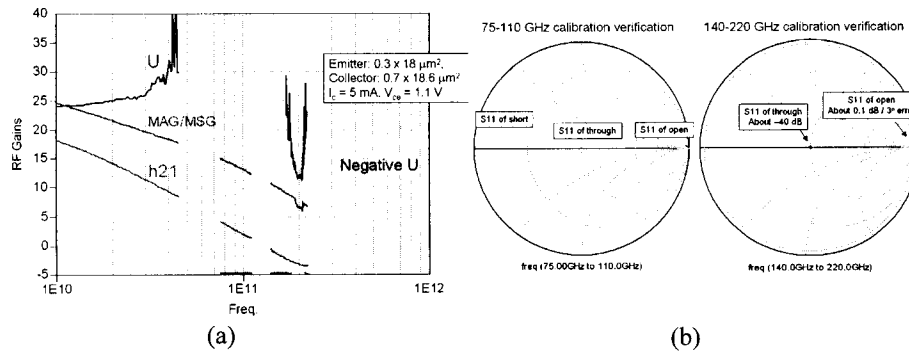 40
35
30
25
20
15
10
5
0
-5
RF Gains
U
MAG/MSG
h21
Emitter: 0.3 x 18 μm²,
Collector: 0.7 x 18.6 μm²
I_c = 5 mA, V_ce = 1.1 V
Negative U
1E10
1E11
1E12
Freq.
(a)
75-110 GHz calibration verification
S11 of short
S11 of through
S11 of open
freq (75.00GHz to 110.0GHz)
140-220 GHz calibration verification
S11 of through
About –40 dB
S11 of open
About 0.1 dB / 3º err
freq (140.0GHz to 220.0GHz)
(b)